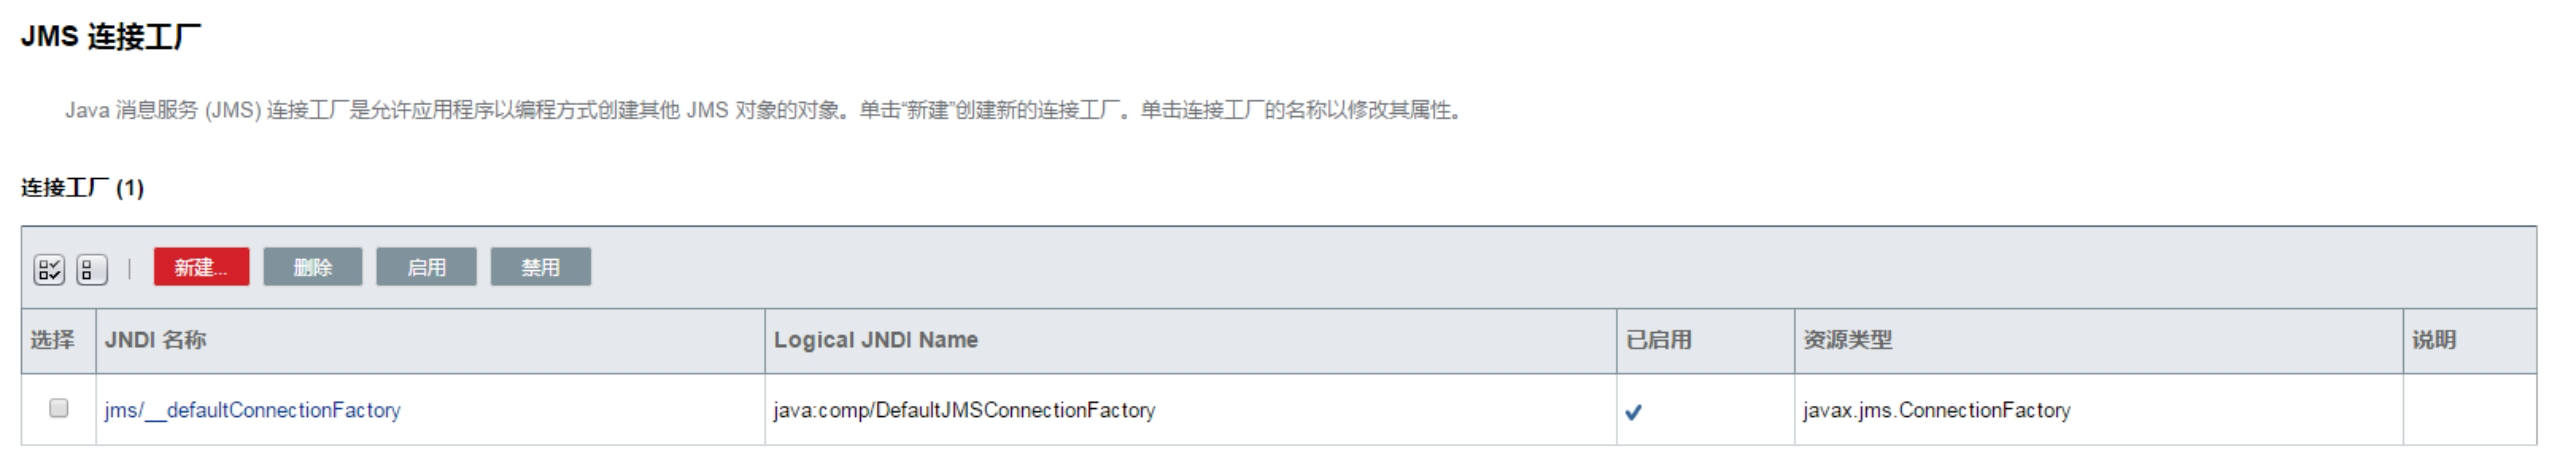 JMS 连接工厂
Java 消息服务 (JMS) 连接工厂是允许应用程序以编程方式创建其他 JMS 对象的对象。单击“新建”创建新的连接工厂。单击连接工厂的名称以修改其属性。
连接工厂 (1)
新建... 删除 启用 禁用
选择 JNDI 名称 Logical JNDI Name 已启用 资源类型 说明
jms/__defaultConnectionFactory java:comp/DefaultJMSConnectionFactory javax.jms.ConnectionFactory